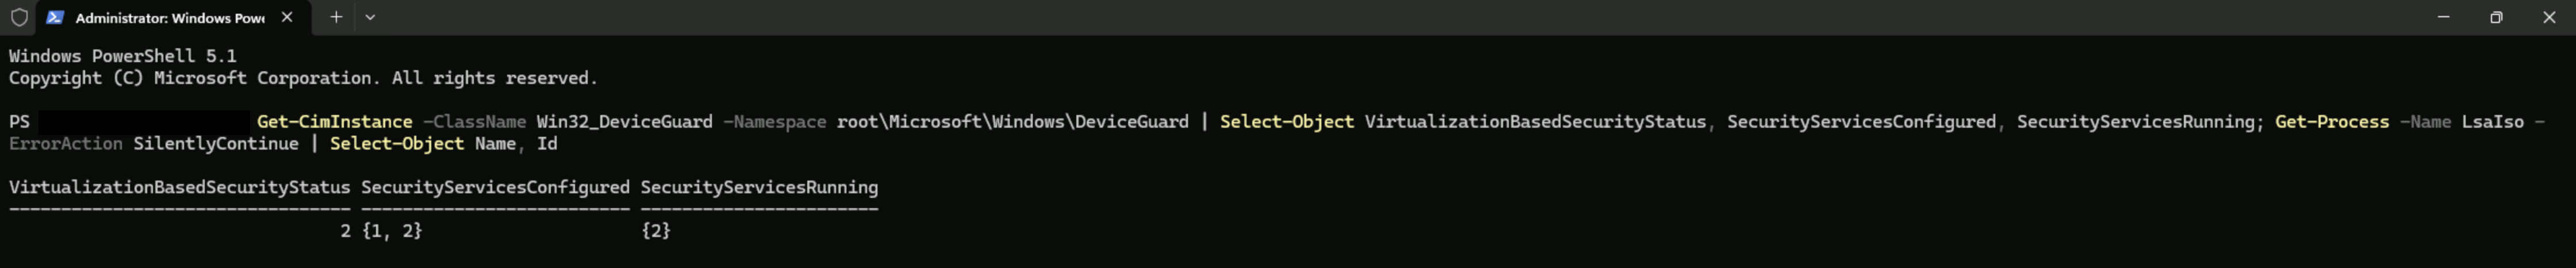 Administrator: Windows Powe
Windows PowerShell 5.1
Copyright (C) Microsoft Corporation. All rights reserved.
PS Get-CimInstance -ClassName Win32_DeviceGuard -Namespace root\Microsoft\Windows\DeviceGuard | Select-Object VirtualizationBasedSecurityStatus, SecurityServicesConfigured, SecurityServicesRunning; Get-Process -Name LsaIso -
ErrorAction SilentlyContinue | Select-Object Name, Id
VirtualizationBasedSecurityStatus SecurityServicesConfigured SecurityServicesRunning
--------------------------------- -------------------------- -----------------------
2 {1, 2} {2}